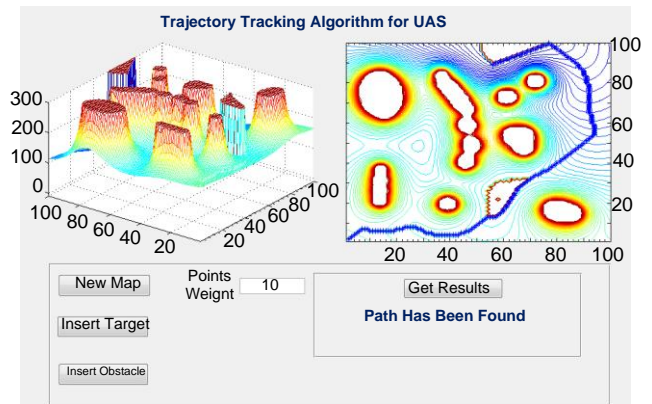 Trajectory Tracking Algorithm for UAS
300
200
100
0
100 80 60 40 20
20 40 60 80 100
100
80
60
40
20
20 40 60 80 100
New Map
Points
Weignt
10
Get Results
Insert Target
Path Has Been Found
Insert Obstacle